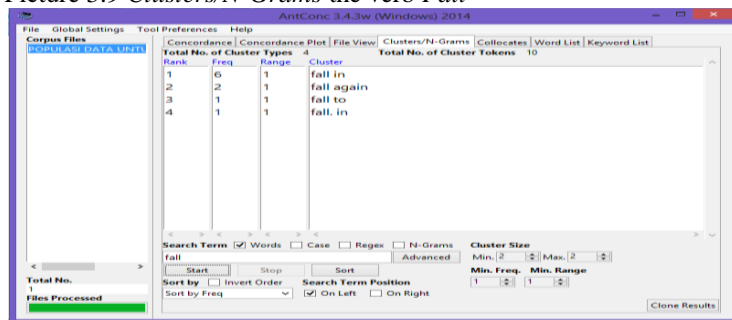 Picture 3.9 Clusters/N-Grams the verb Fall
AntConc 3.4.3w (Windows) 2014
File Global Settings Tool Preferences Help
Corpus Files
POPULASI DATA UNTU
Concordance Concordance Plot File View Clusters/N-Grams Collocates Word List Keyword List
Total No. of Cluster Types 4 Total No. of Cluster Tokens 10
Rank Freq Range Cluster
1 6 1 fall in
2 2 1 fall again
3 1 1 fall to
4 1 1 fall. in
Search Term Words Case Regex N-Grams Cluster Size
fall Advanced Min. 2 Max. 2
Start Stop Sort Min. Freq. Min. Range
Total No.
1
Files Processed
Sort by Invert Order Search Term Position 1 1
Sort by Freq On Left On Right
Clone Results